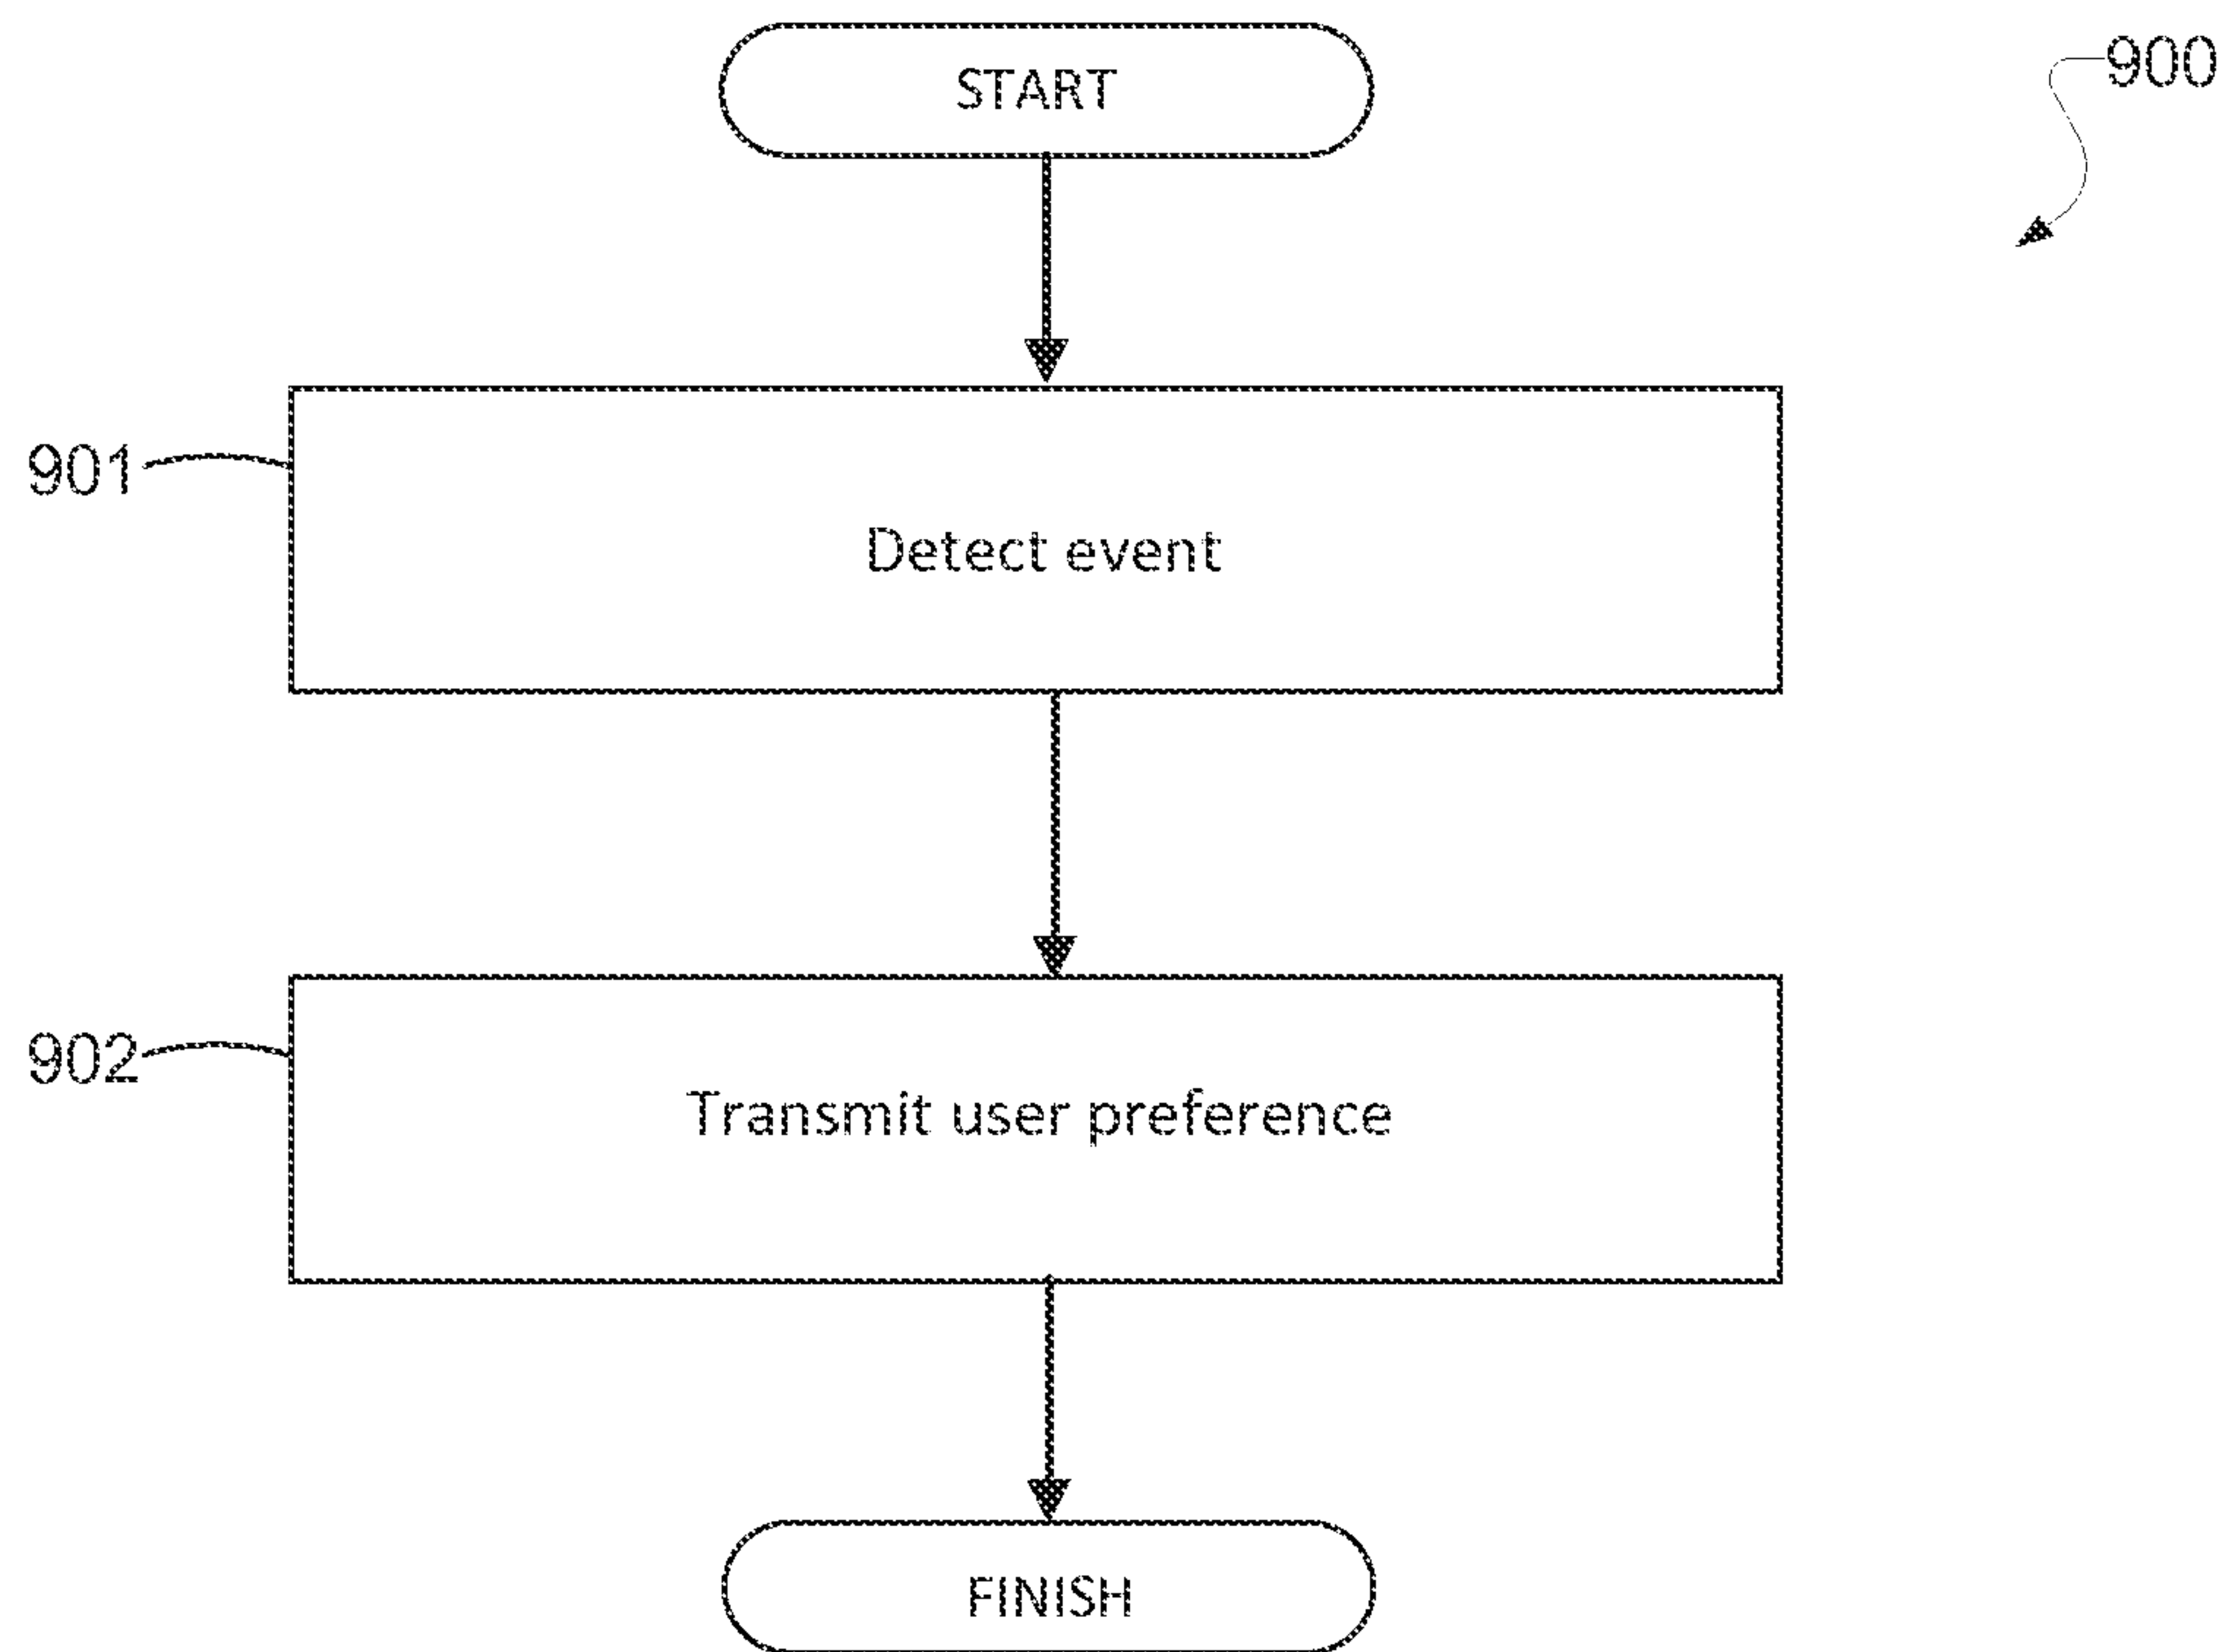 START
900
901
Detect event
902
Transmit user preference
FINISH